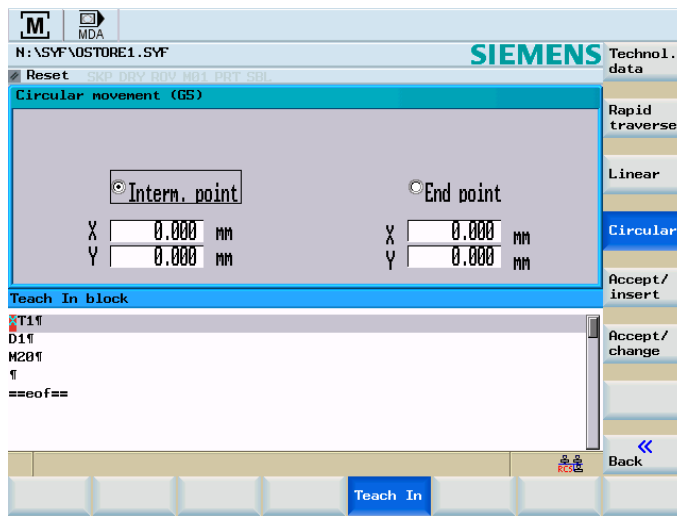 M
MDA
N:\SYF\OSTORE1.SYF
SIEMENS
Reset SKP DRY ROV M01 PRT SBL
Circular movement (G5)
Interm. point
End point
X 0.000 mm
Y 0.000 mm
X 0.000 mm
Y 0.000 mm
Teach In block
T1¶
D1¶
M20¶
¶
==eof==
RCS
Teach In
Technol.
data
Rapid
traverse
Linear
Circular
Accept/
insert
Accept/
change
«
Back